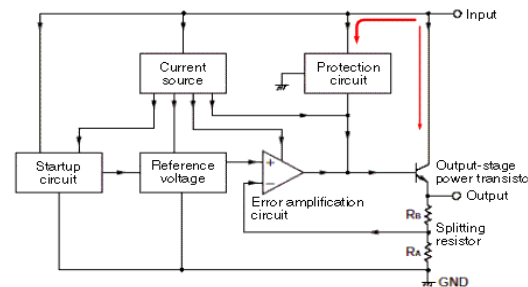 Input
Current
source
Protection
circuit
Startup
circuit
Reference
voltage
+
−
Error amplification
circuit
Output-stage
power transisto
Output
RB
Splitting
resistor
RA
GND